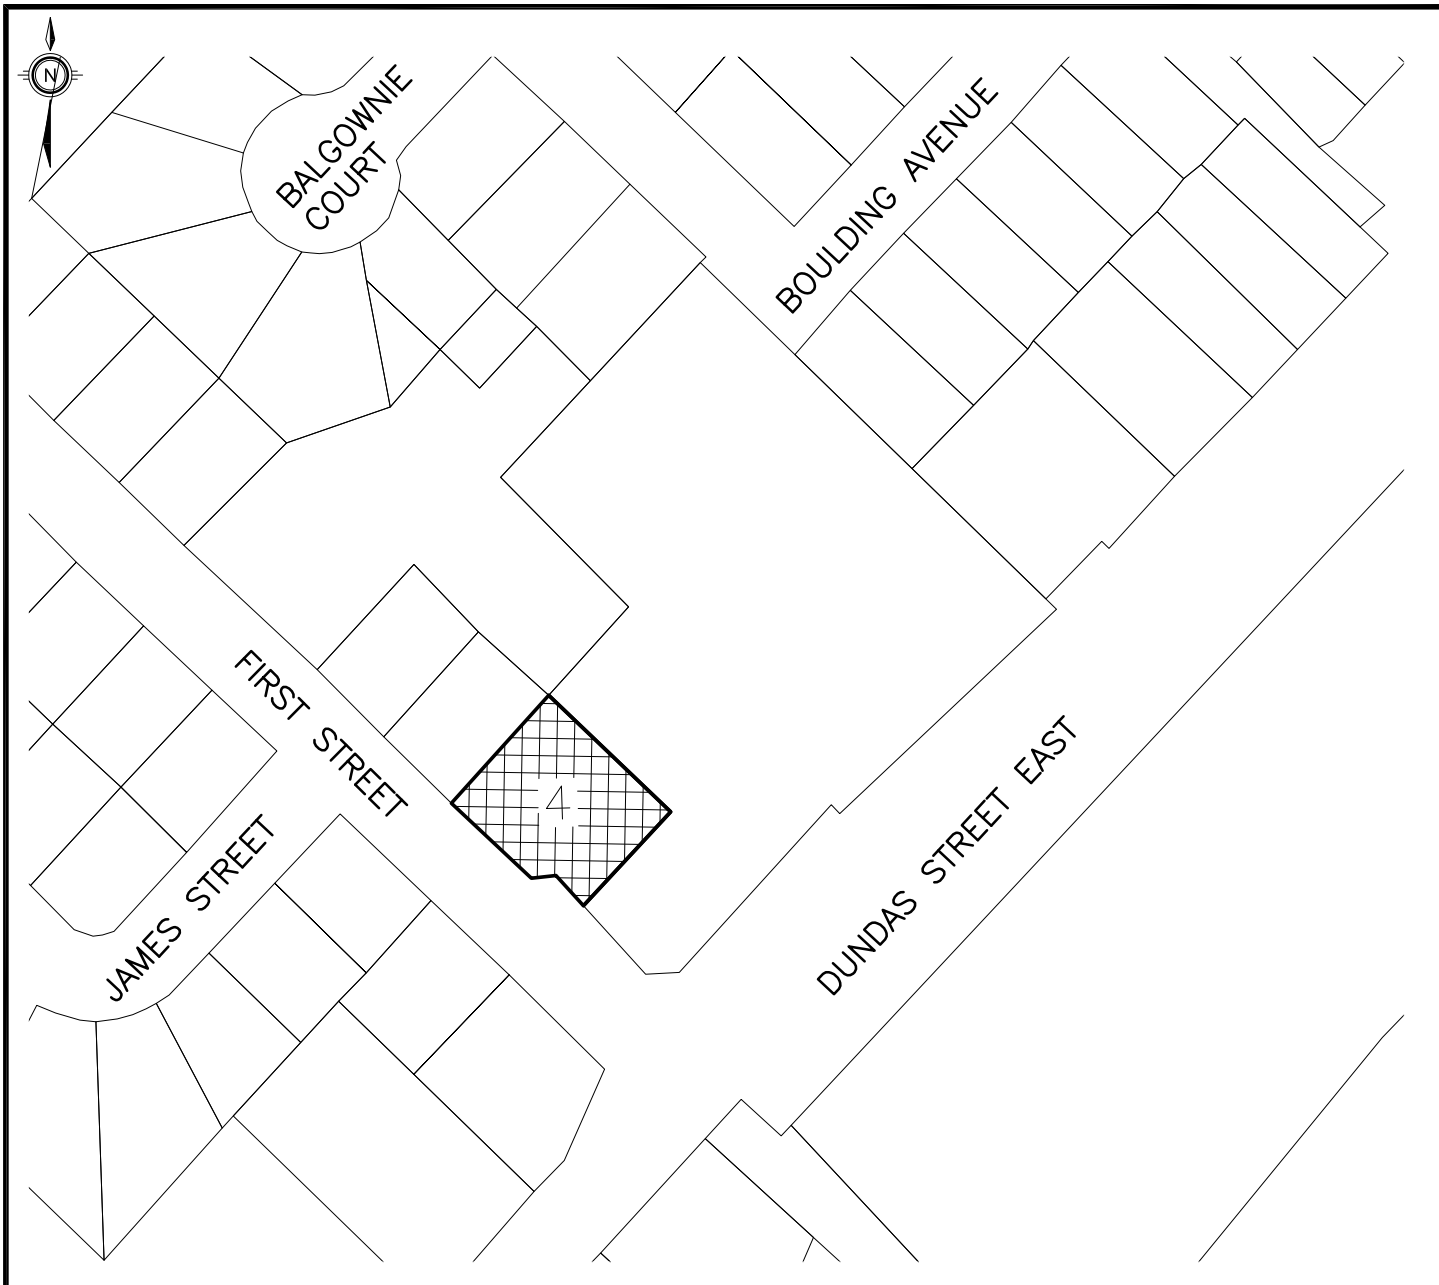 N
BALGOWNIE
COURT
BOULDING AVENUE
FIRST STREET
4
JAMES STREET
DUNDAS STREET EAST